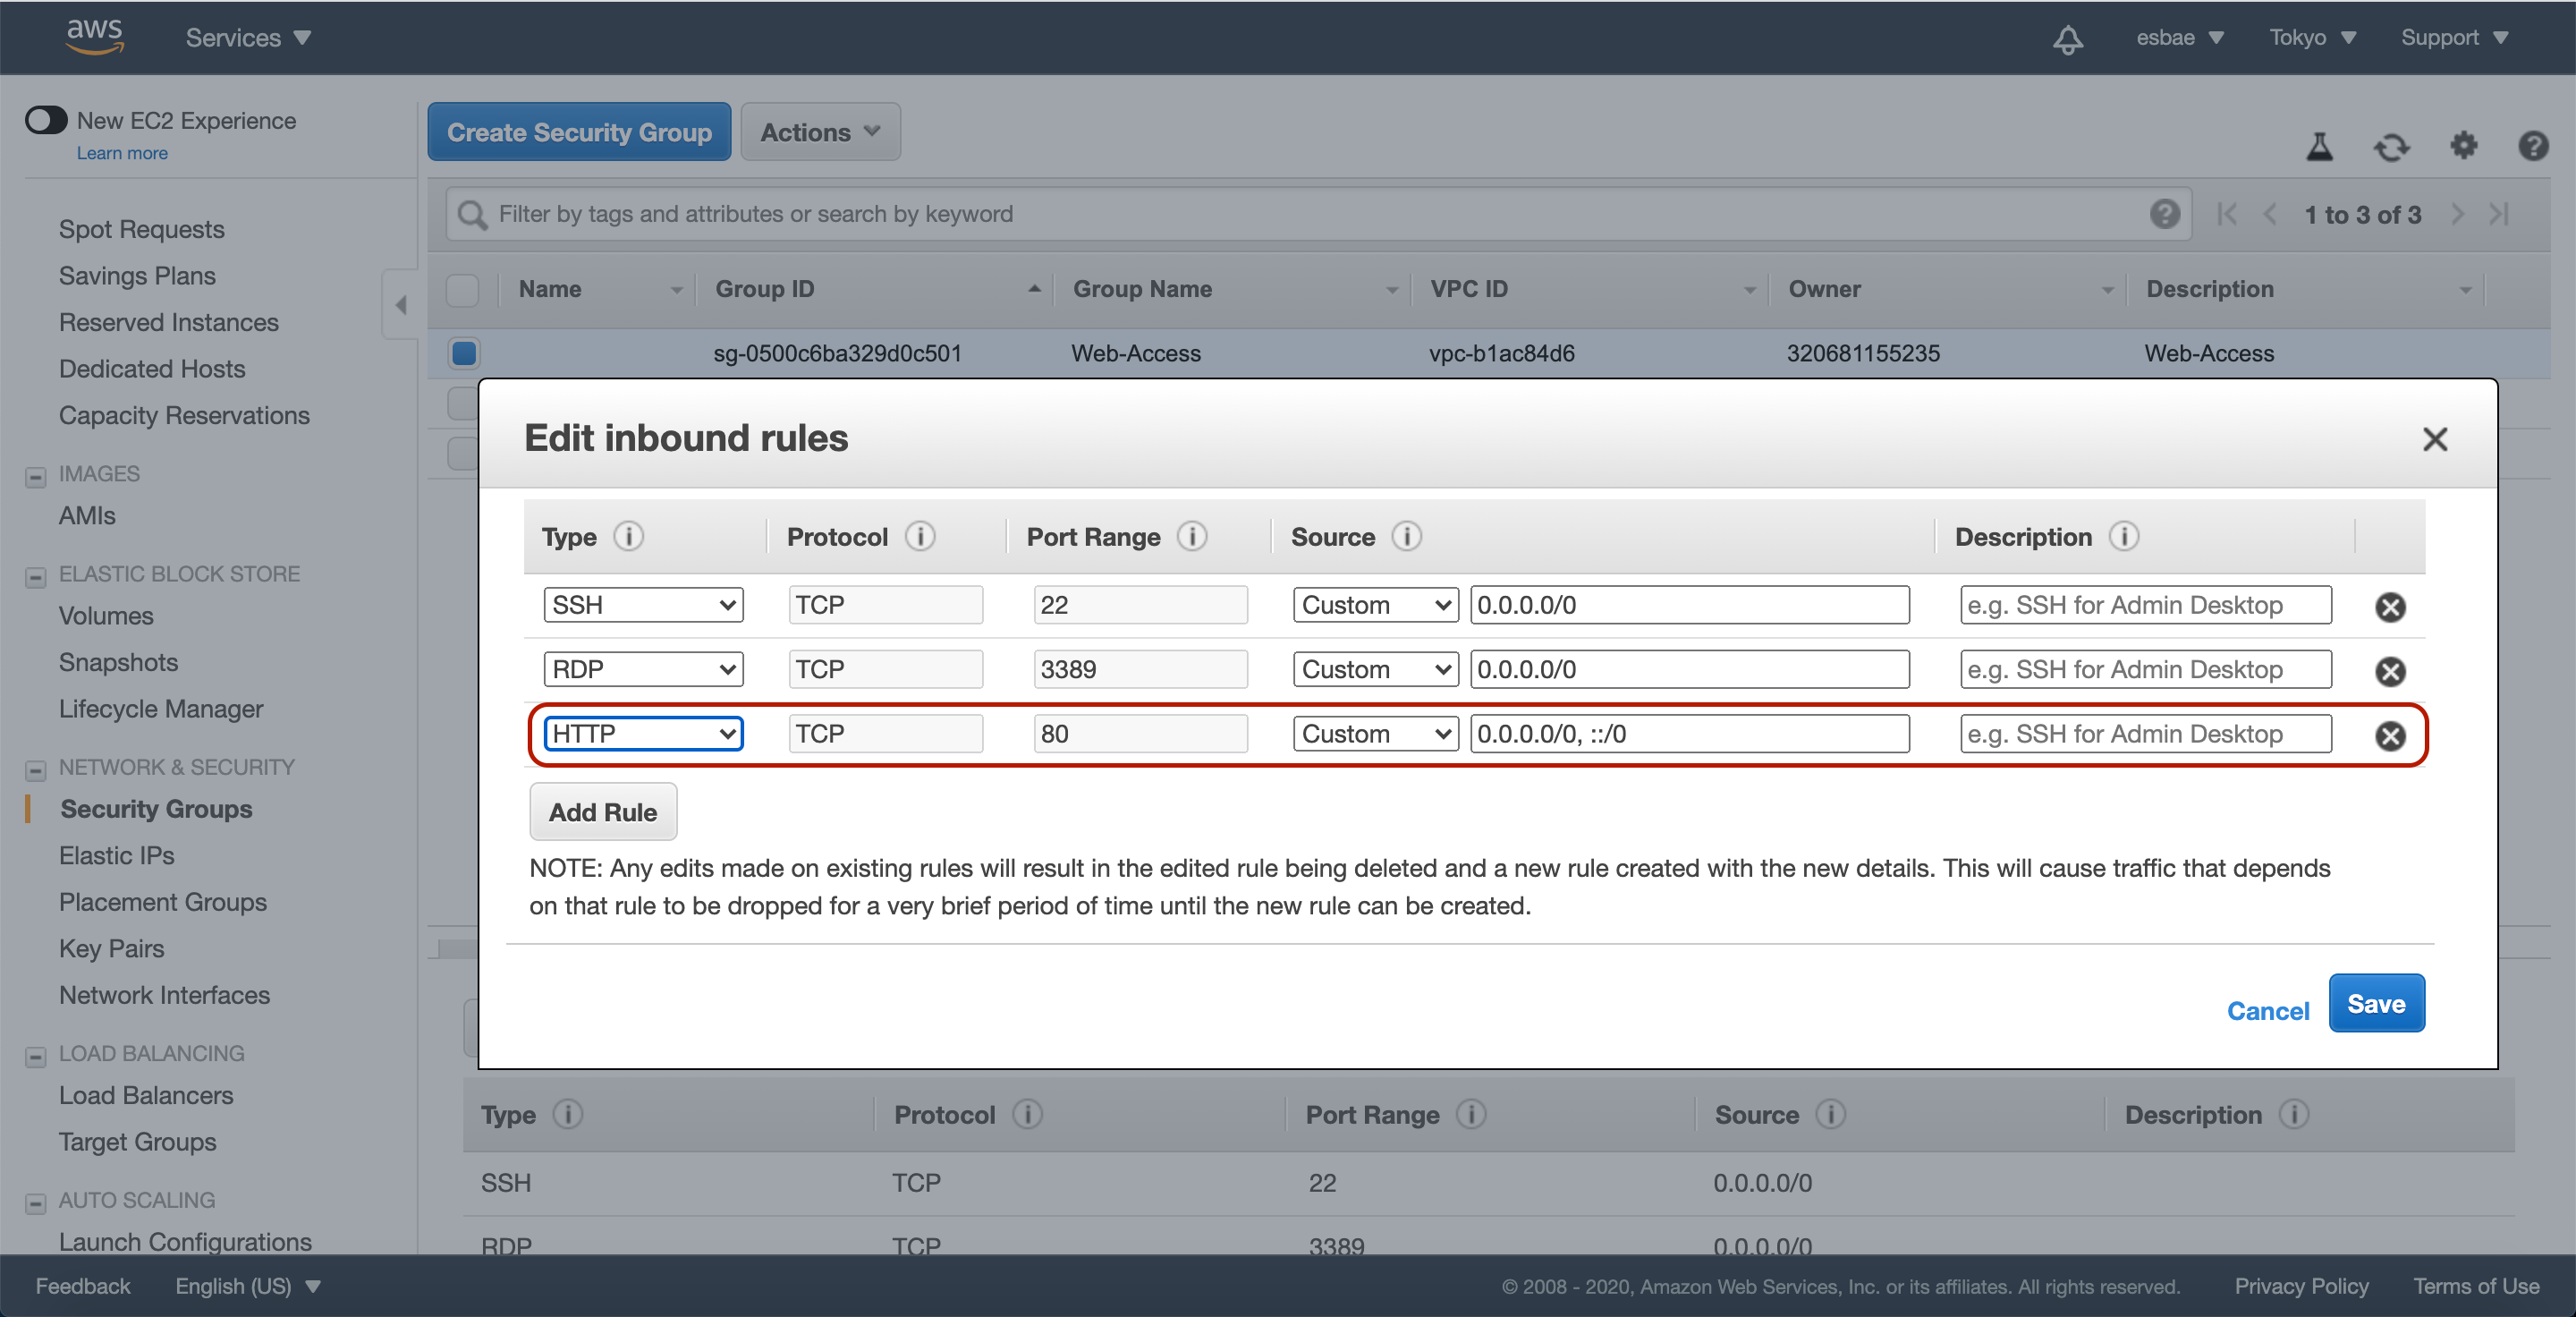 aws Services esbae Tokyo Support
New EC2 Experience
Learn more
Create Security Group Actions
Filter by tags and attributes or search by keyword 1 to 3 of 3
Spot Requests
Savings Plans
Reserved Instances
Dedicated Hosts
Capacity Reservations
IMAGES
AMIs
ELASTIC BLOCK STORE
Volumes
Snapshots
Lifecycle Manager
NETWORK & SECURITY
Security Groups
Elastic IPs
Placement Groups
Key Pairs
Network Interfaces
LOAD BALANCING
Load Balancers
Target Groups
AUTO SCALING
Launch Configurations
Name Group ID Group Name VPC ID Owner Description
sg-0500c6ba329d0c501 Web-Access vpc-b1ac84d6 320681155235 Web-Access
Edit inbound rules
Type Protocol Port Range Source Description
SSH TCP 22 Custom 0.0.0.0/0 e.g. SSH for Admin Desktop
RDP TCP 3389 Custom 0.0.0.0/0 e.g. SSH for Admin Desktop
HTTP TCP 80 Custom 0.0.0.0/0, ::/0 e.g. SSH for Admin Desktop
Add Rule
NOTE: Any edits made on existing rules will result in the edited rule being deleted and a new rule created with the new details. This will cause traffic that depends
on that rule to be dropped for a very brief period of time until the new rule can be created.
Cancel Save
Type Protocol Port Range Source Description
SSH TCP 22 0.0.0.0/0
RDP TCP 3389 0.0.0.0/0
Feedback English (US) © 2008 - 2020, Amazon Web Services, Inc. or its affiliates. All rights reserved. Privacy Policy Terms of Use